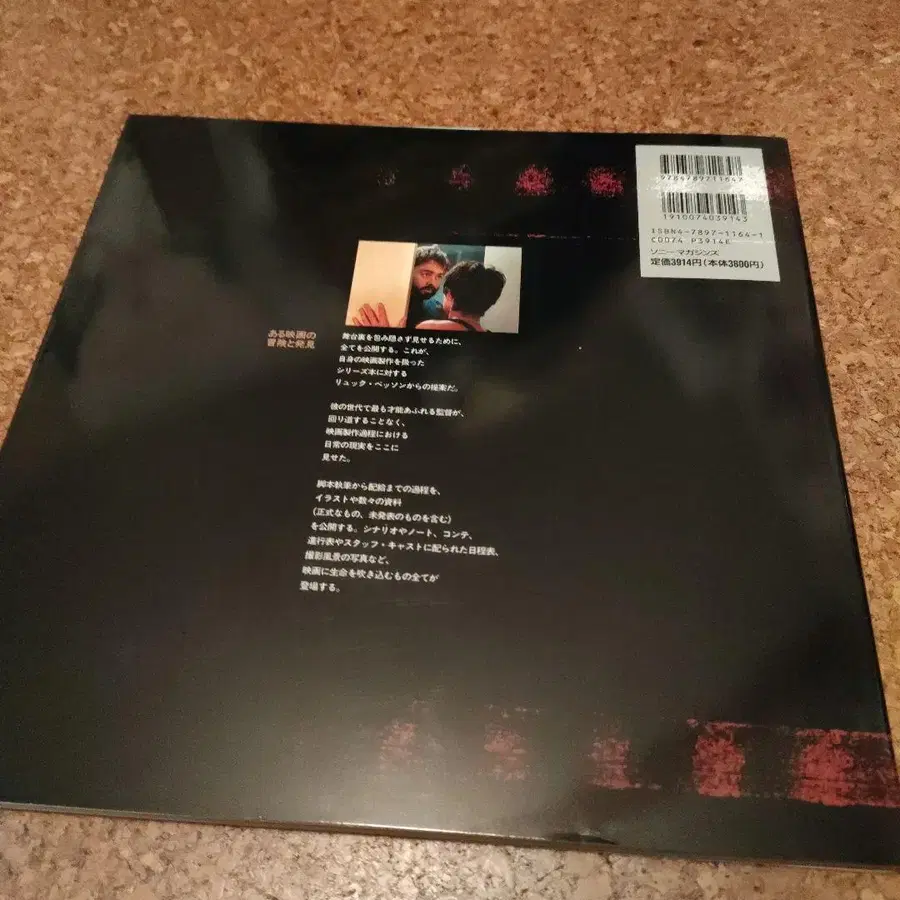 9784789711647
1910074039143
ISBN4-7897-1164-1
C0074 P3914E
ソニー・マガジンズ
定価3914円(本体3800円)
ある映画の
冒険と発見
舞台裏を包み隠さず見せるために、
全てを公開する。これが、
自身の映画製作を扱った
シリーズ本に対する
リュック・ベッソンからの提案だ。
彼の世代で最も才能あふれる監督が、
回り道することなく、
映画製作過程における
日常の現実をここに
見せた。
脚本執筆から配給までの過程を、
イラストや数々の資料
(正式なもの、未発表のものを含む)
を公開する。シナリオやノート、コンテ、
進行表やスタッフ・キャストに配られた日程表、
撮影風景の写真など、
映画に生命を吹き込むもの全てが
登場する。